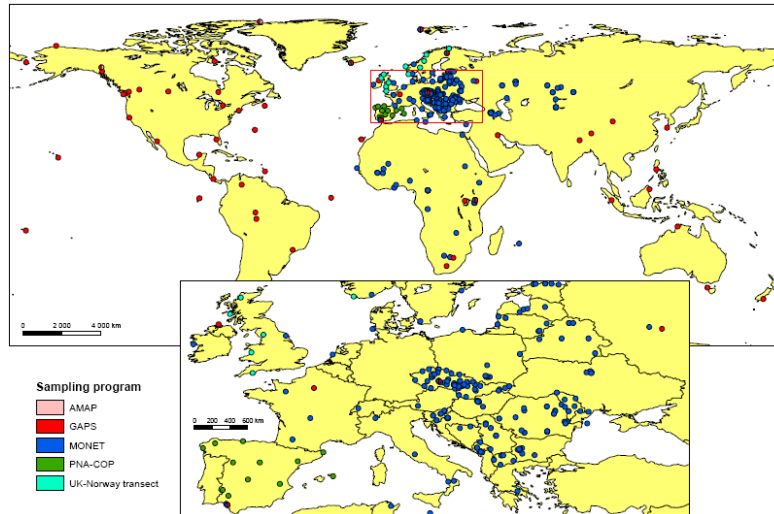 0 2 000 4 000 km
0 200 400 600 km
Sampling program
AMAP
GAPS
MONET
PNA-COP
UK-Norway transect